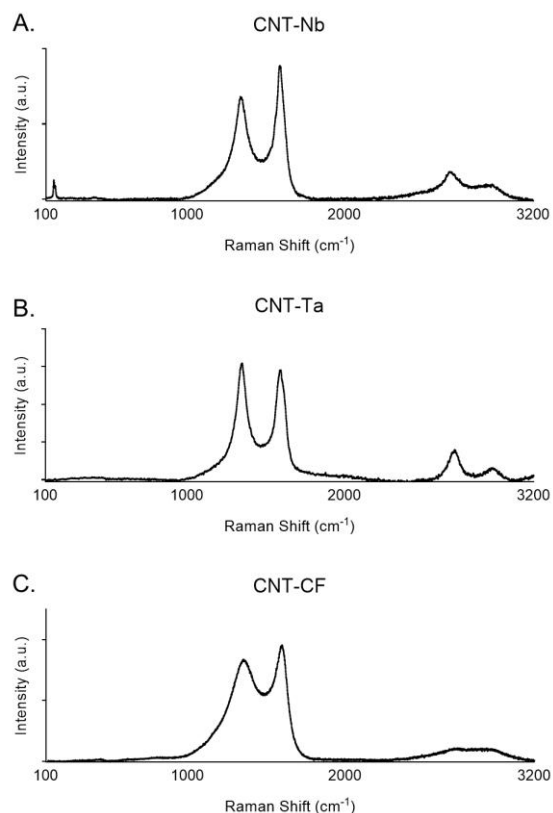 A.
CNT-Nb
Intensity (a.u.)
100 1000 2000 3200
Raman Shift (cm⁻¹)
B.
CNT-Ta
Intensity (a.u.)
100 1000 2000 3200
Raman Shift (cm⁻¹)
C.
CNT-CF
Intensity (a.u.)
100 1000 2000 3200
Raman Shift (cm⁻¹)